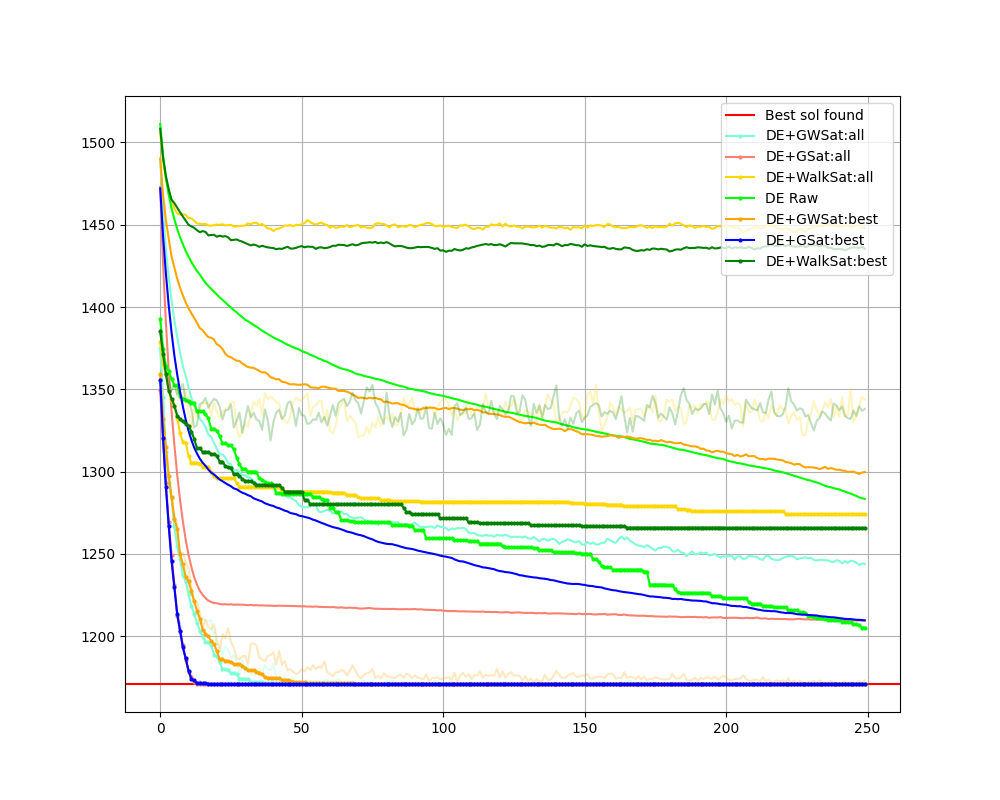 1500
1450
1400
1350
1300
1250
1200
0
50
100
150
200
250
Best sol found
DE+GWSat:all
DE+GSat:all
DE+WalkSat:all
DE Raw
DE+GWSat:best
DE+GSat:best
DE+WalkSat:best